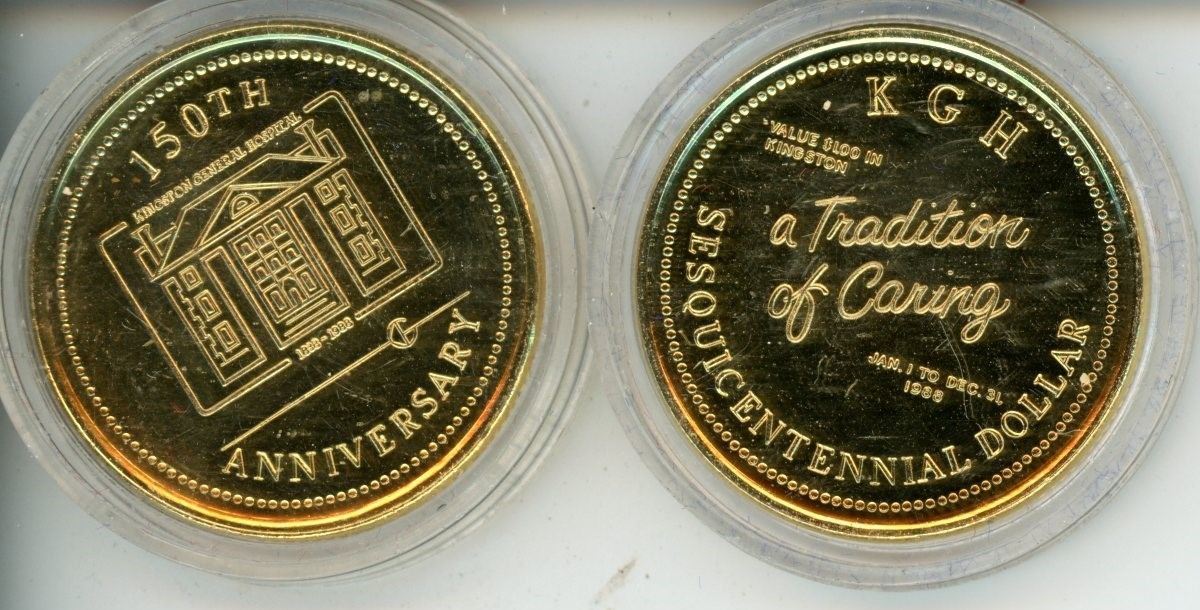 150TH
KINGSTON GENERAL HOSPITAL
1838-1988
ANNIVERSARY
KGH
VALUE $1.00 IN
KINGSTON
a Tradition
of Caring
JAN. 1 TO DEC. 31,
1988
SESQUICENTENNIAL DOLLAR